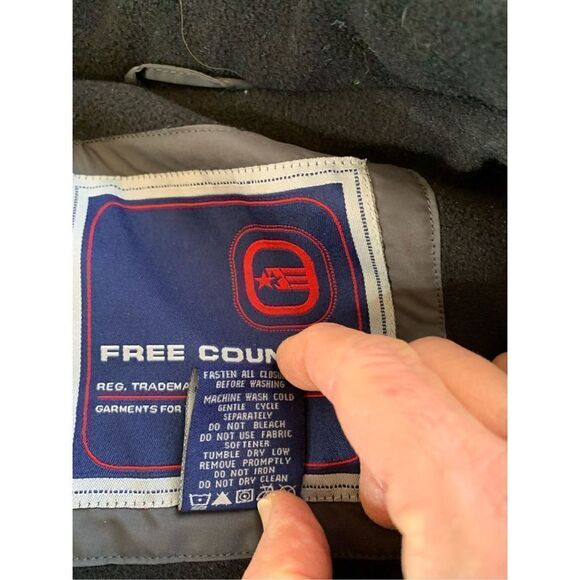 FREE COUN
REG. TRADEMA
GARMENTS FOR
FASTEN ALL CLOS
BEFORE WASHING
MACHINE WASH COLD
GENTLE CYCLE
SEPARATELY
DO NOT BLEACH
DO NOT USE FABRIC
SOFTENER
TUMBLE DRY LOW
REMOVE PROMPTLY
DO NOT IRON
DO NOT DRY CLEAN